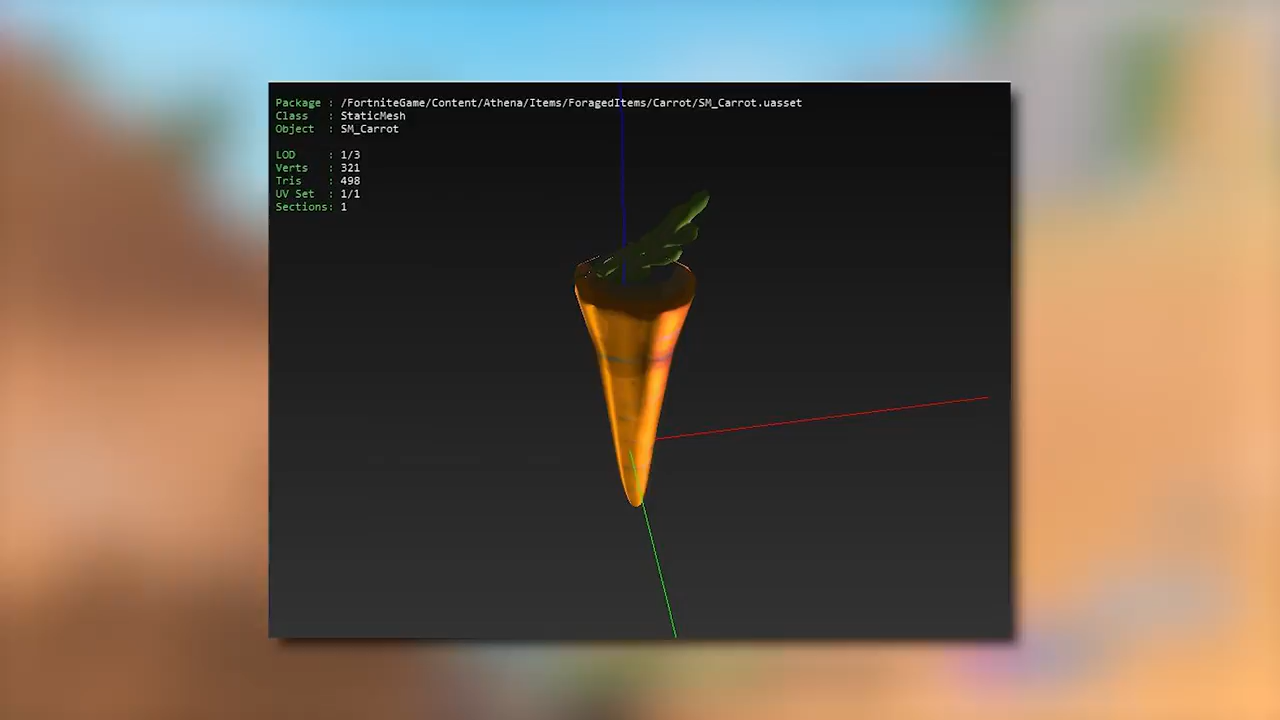 Package : /FortniteGame/Content/Athena/Items/ForagedItems/Carrot/SM_Carrot.uasset
Class : StaticMesh
Object : SM_Carrot
LOD : 1/3
Verts : 321
Tris : 498
UV Set : 1/1
Sections: 1